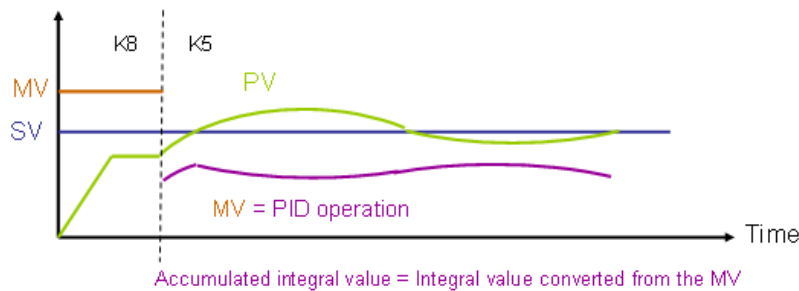 K8 K5
MV
PV
SV
MV = PID operation
Time
Accumulated integral value = Integral value converted from the MV